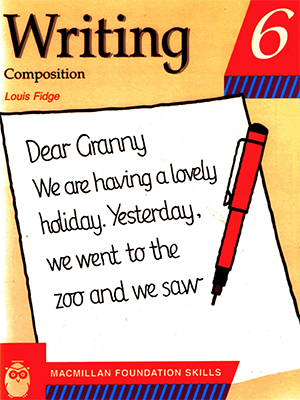 Writing 6
Composition
Louis Fidge
Dear Granny
We are having a lovely
holiday. Yesterday,
we went to the
zoo and we saw
MACMILLAN FOUNDATION SKILLS